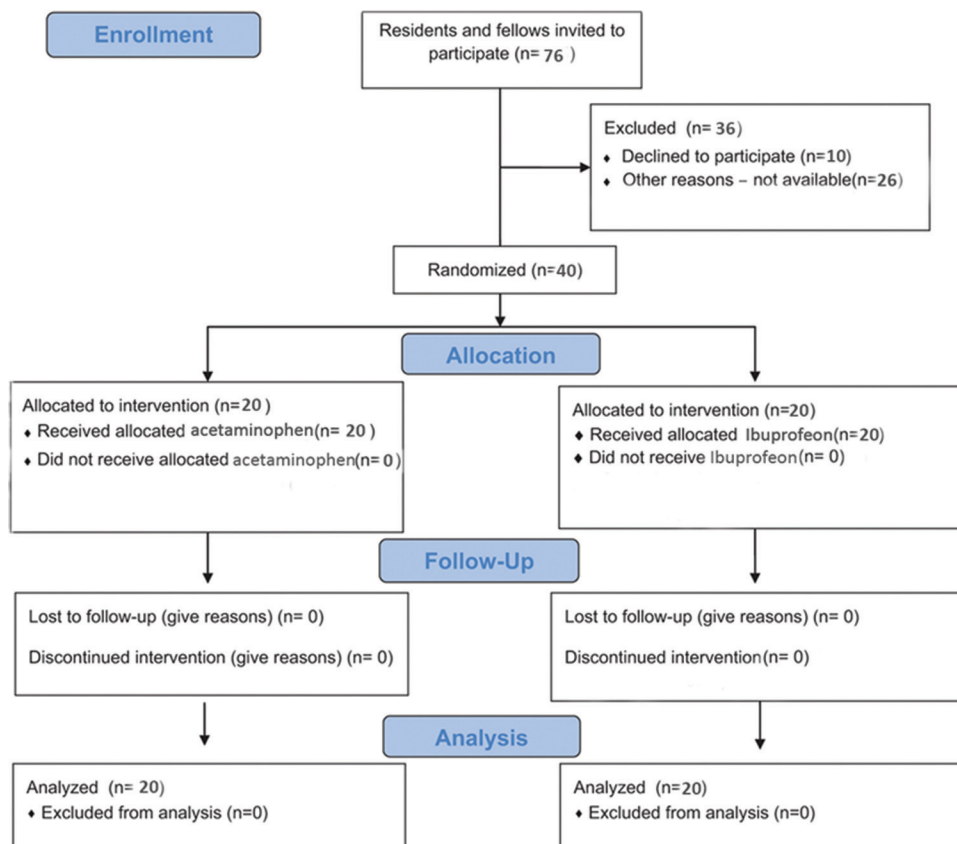 Enrollment
Residents and fellows invited to
participate (n= 76 )
Excluded (n= 36)
♦ Declined to participate (n=10)
♦ Other reasons – not available(n=26)
Randomized (n=40)
Allocation
Allocated to intervention (n=20 )
♦ Received allocated acetaminophen(n= 20 )
♦ Did not receive allocated acetaminophen(n= 0)
Allocated to intervention (n=20)
♦ Received allocated Ibuprofeon(n=20)
♦ Did not receive Ibuprofeon(n= 0)
Follow-Up
Lost to follow-up (give reasons) (n= 0)
Discontinued intervention (give reasons) (n= 0)
Lost to follow-up (give reasons) (n= 0)
Discontinued intervention(n= 0)
Analysis
Analyzed (n= 20)
♦ Excluded from analysis (n=0)
Analyzed (n=20)
♦ Excluded from analysis (n=0)